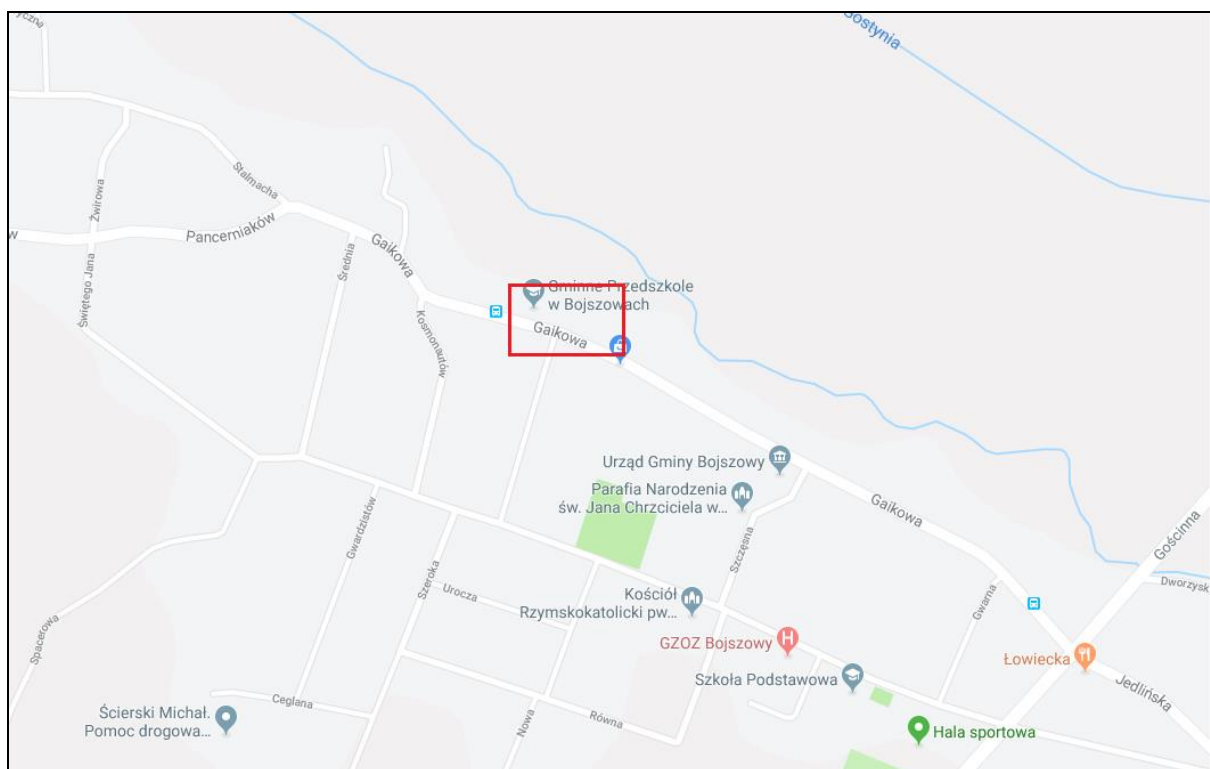 Gostynia
Stalmacha
Żwirowa
w
Pancerniaków
Gaikowa
Średnia
Świętego Jana
Gminne Przedszkole
w Bojszowach
Gaikowa
Kosmonautów
Urząd Gminy Bojszowy
Parafia Narodzenia
św. Jana Chrzciciela w...
Gaikowa
Gościnna
Gwardzistów
Szczęsna
Szeroka
Urocza
Dworzysk
Kościół
Rzymskokatolicki pw...
Gwarna
Spacerowa
GZOZ Bojszowy
Łowiecka
Szkoła Podstawowa
Jedlińska
Ceglana
Ścierski Michał.
Pomoc drogowa...
Nowa
Równa
Hala sportowa